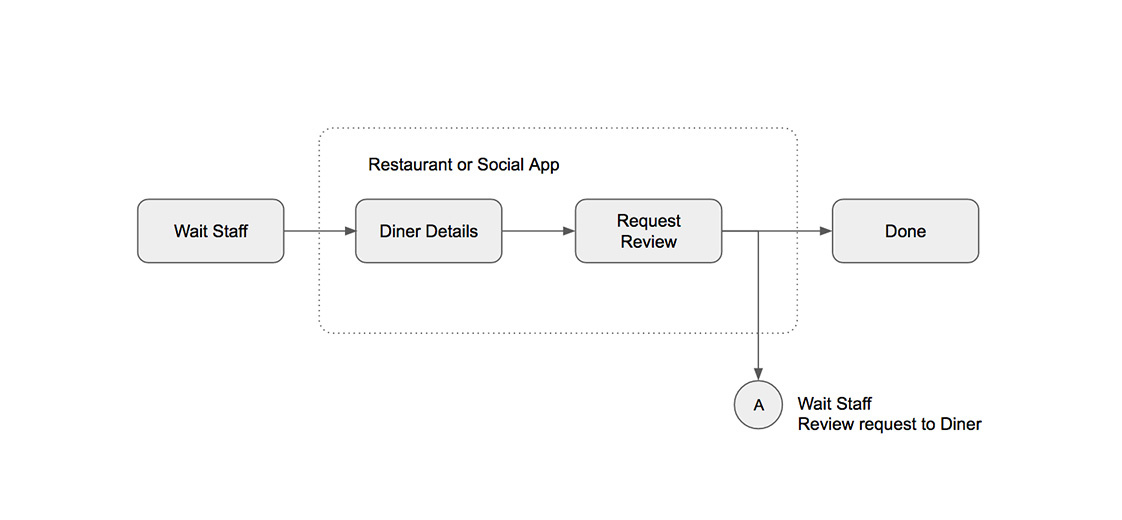 Restaurant or Social App
Wait Staff
Diner Details
Request
Review
Done
A
Wait Staff
Review request to Diner